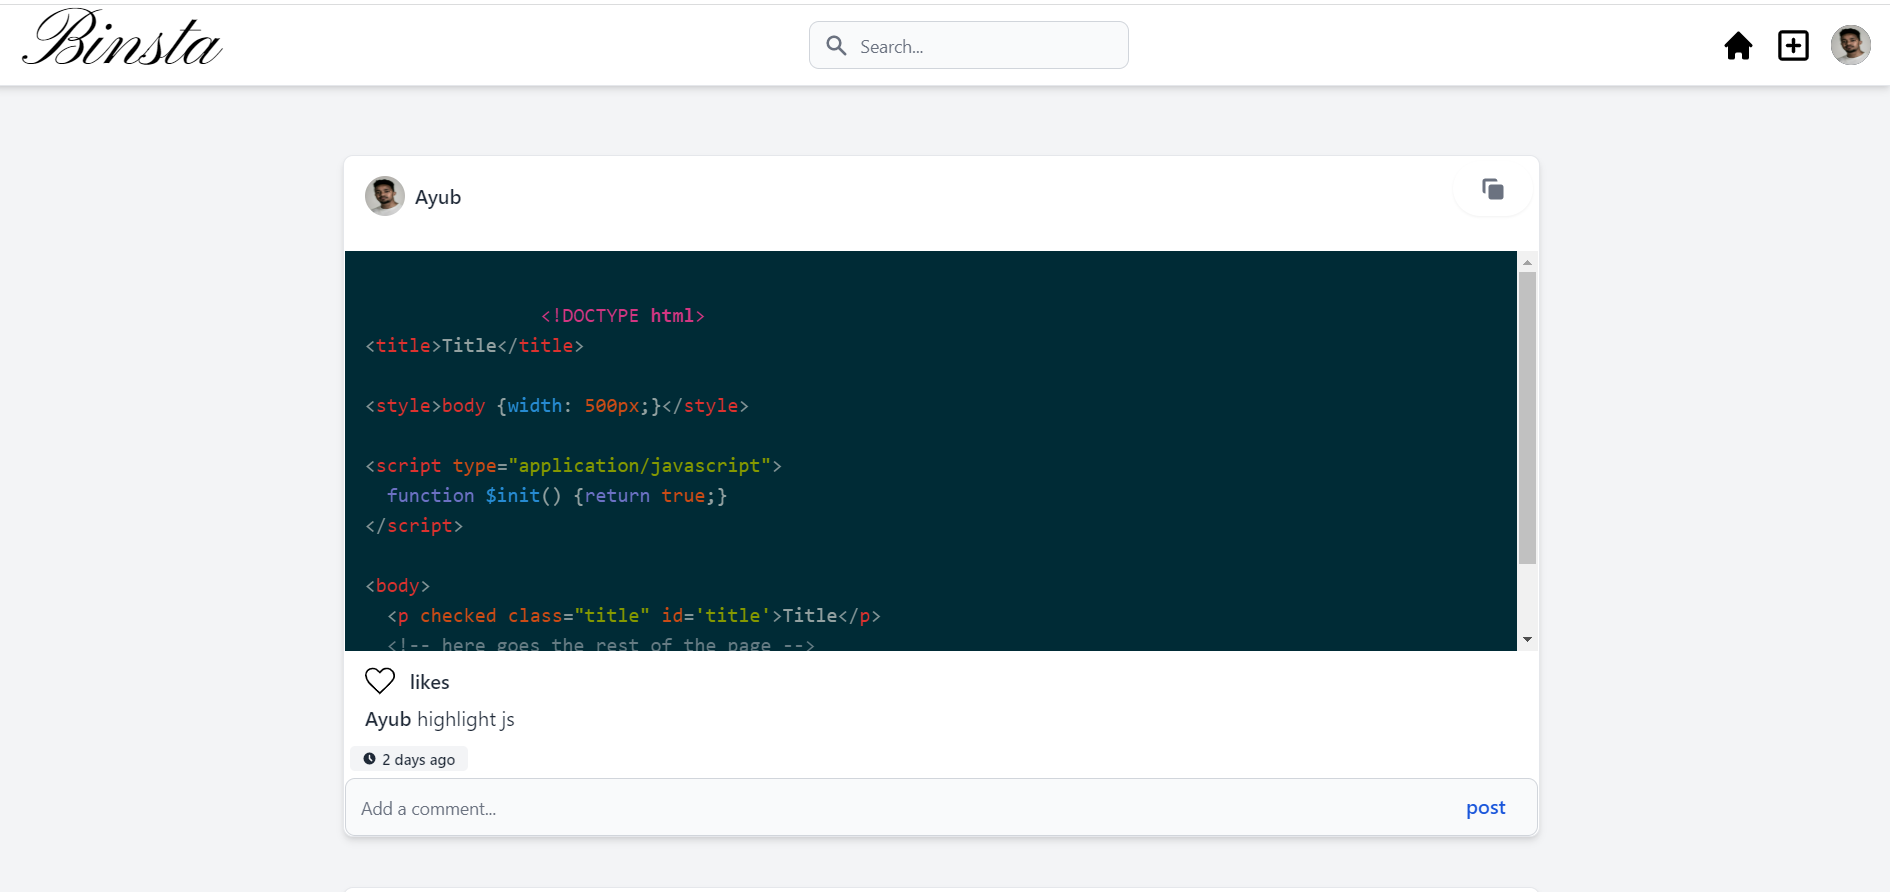 Binsta
Search...
Ayub
<!DOCTYPE html>
<title>Title</title>
<style>body {width: 500px;}</style>
<script type="application/javascript">
function $init() {return true;}
</script>
<body>
<p checked class="title" id='title'>Title</p>
<!-- here goes the rest of the page -->
likes
Ayub highlight js
2 days ago
Add a comment...
post